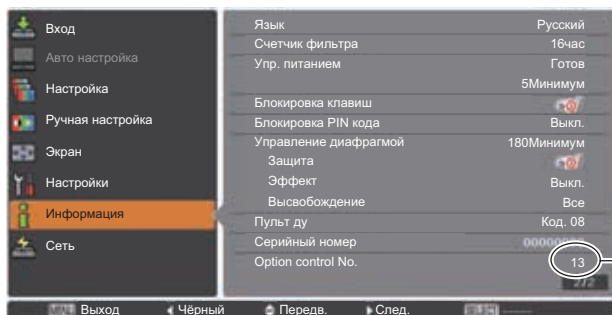 Вход
Авто настройка
Настройка
Ручная настройка
Экран
Настройки
Информация
Сеть
Язык Русский
Счетчик фильтра 16час
Упр. питанием Готов
5Минимум
Блокировка клавиш
Блокировка PIN кода Выкл.
Управление диафрагмой 180Минимум
Защита
Эффект Выкл.
Высвобождение Все
Пульт ду Код. 08
Серийный номер
Option control No. 13
2/2
MENU Выход Чёрный Передв. След. SELECT -----